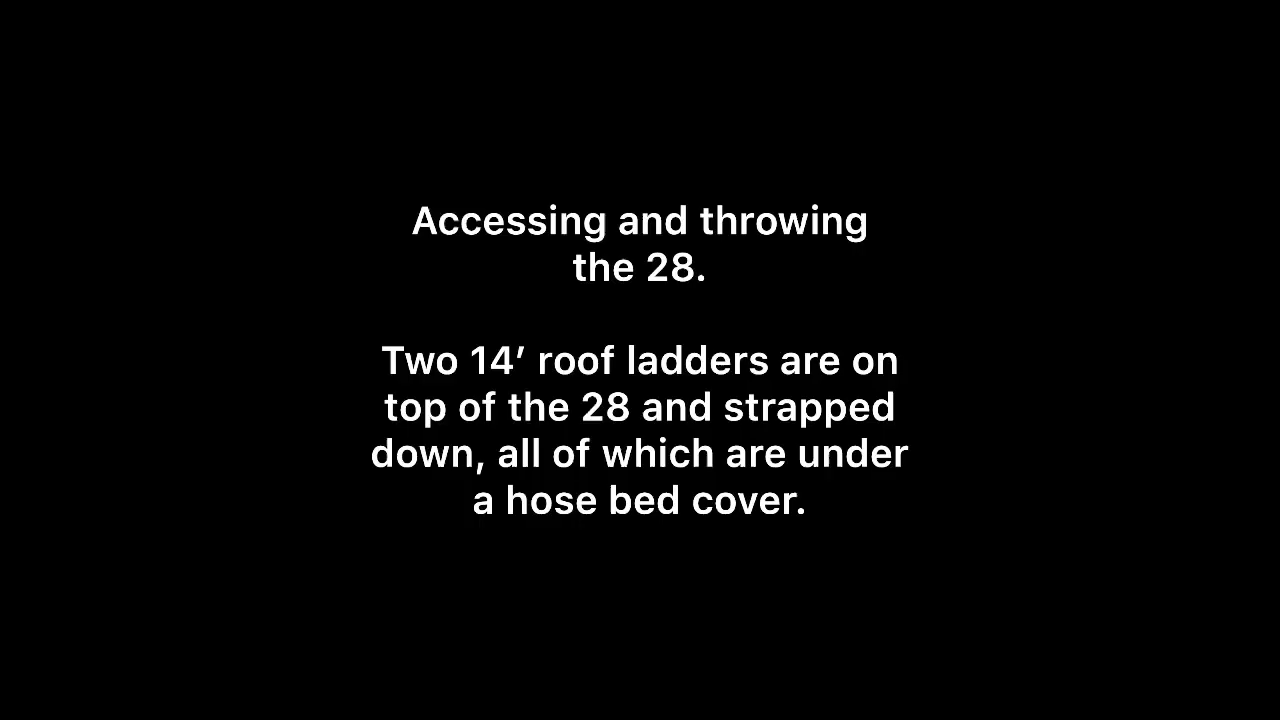 Accessing and throwing
the 28.
Two 14’ roof ladders are on
top of the 28 and strapped
down, all of which are under
a hose bed cover.